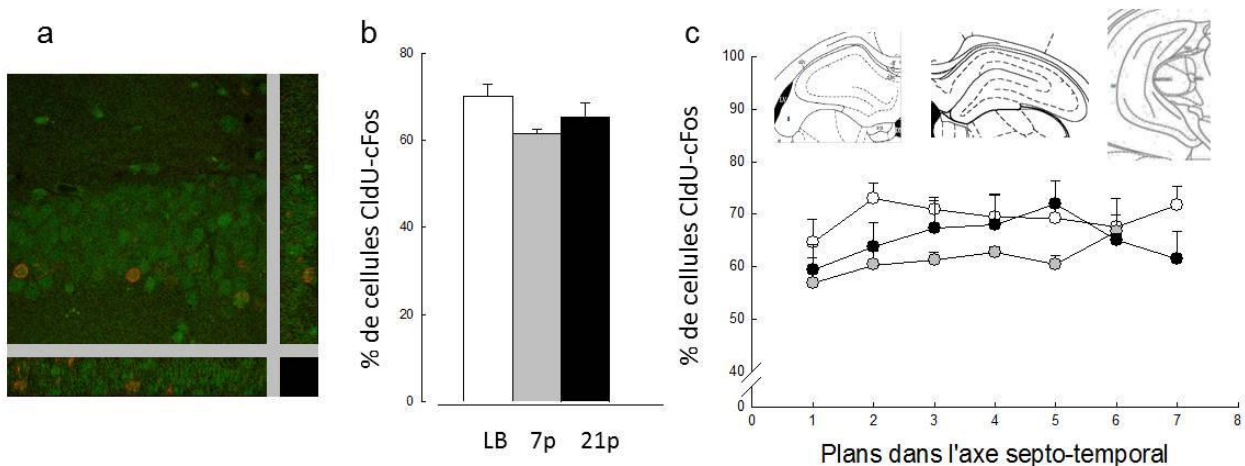 a
b
c
% de cellules CldU-cFos
80
60
40
20
0
LB 7p 21p
% de cellules CldU-cFos
100
90
80
70
60
50
40
0
1 2 3 4 5 6 7 8
Plans dans l'axe septo-temporal